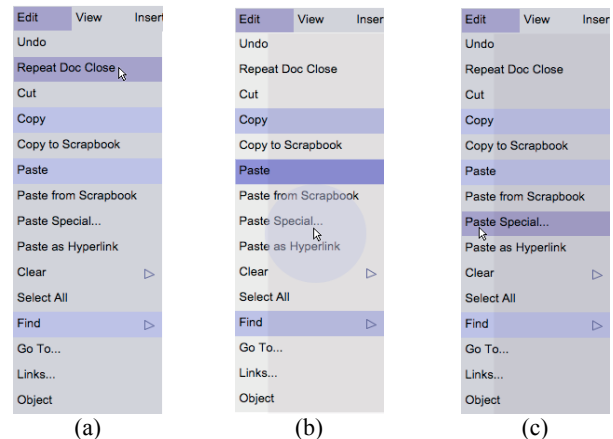 Edit View Inser
Undo
Repeat Doc Close
Cut
Copy
Copy to Scrapbook
Paste
Paste from Scrapbook
Paste Special...
Paste as Hyperlink
Clear
Select All
Find
Go To...
Links...
Object
(a)
Edit View Inser
Undo
Repeat Doc Close
Cut
Copy
Copy to Scrapbook
Paste
Paste from Scrapbook
Paste Special...
Paste as Hyperlink
Clear
Select All
Find
Go To...
Links...
Object
(b)
Edit View Inser
Undo
Repeat Doc Close
Cut
Copy
Copy to Scrapbook
Paste
Paste from Scrapbook
Paste Special...
Paste as Hyperlink
Clear
Select All
Find
Go To...
Links...
Object
(c)